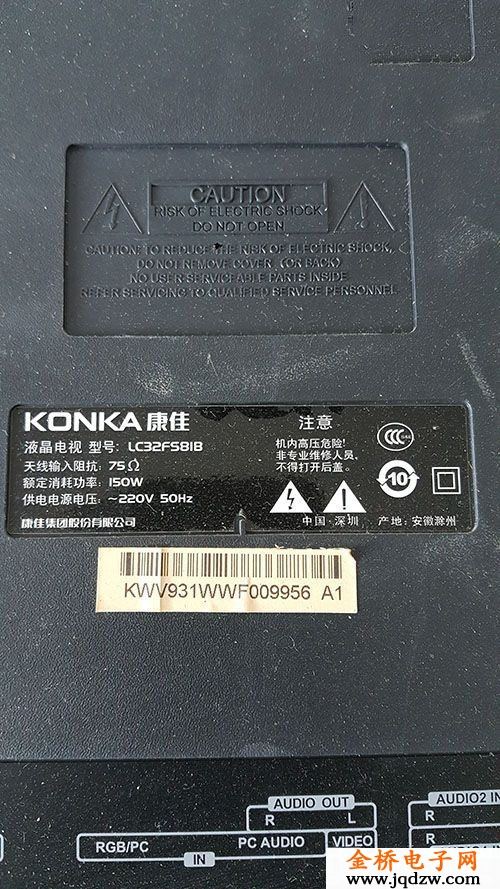 CAUTION
RISK OF ELECTRIC SHOCK
DO NOT OPEN
CAUTION: TO REDUCE THE RISK OF ELECTRIC SHOCK,
DO NOT REMOVE COVER (OR BACK)
NO USER SERVICEABLE PARTS INSIDE
REFER SERVICING TO QUALIFIED SERVICE PERSONNEL
KONKA 康佳
液晶电视 型号: LC32FS81B
天线输入阻抗: 75Ω
额定消耗功率: 150W
供电电源电压: ~220V 50Hz
康佳集团股份有限公司
注意
机内高压危险!
非专业维修人员,
不得打开后盖!
中国·深圳
CCC
10
产地: 安徽滁州
KWV931WWF009956 A1
AUDIO OUT
R L
AUDIO2 IN
R
R
RGB/PC
PC AUDIO
VIDEO
IN
金桥电子网
www.jqdzw.com